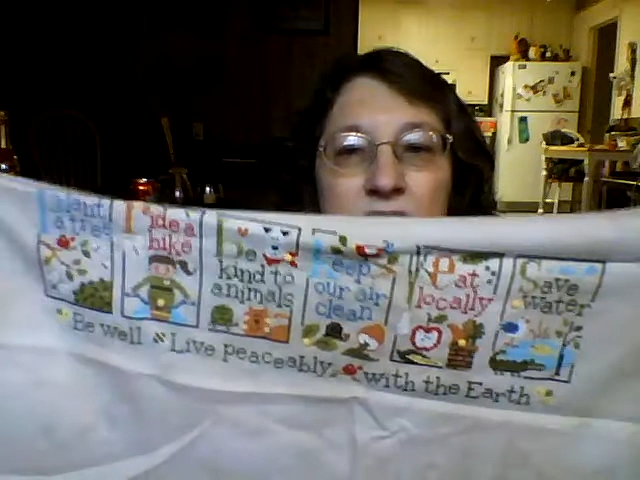 Plant
a tree
ride a
bike
Be
kind to
animals
Keep
our air
clean
Eat
locally
Save
water
Be well Live peaceably with the Earth